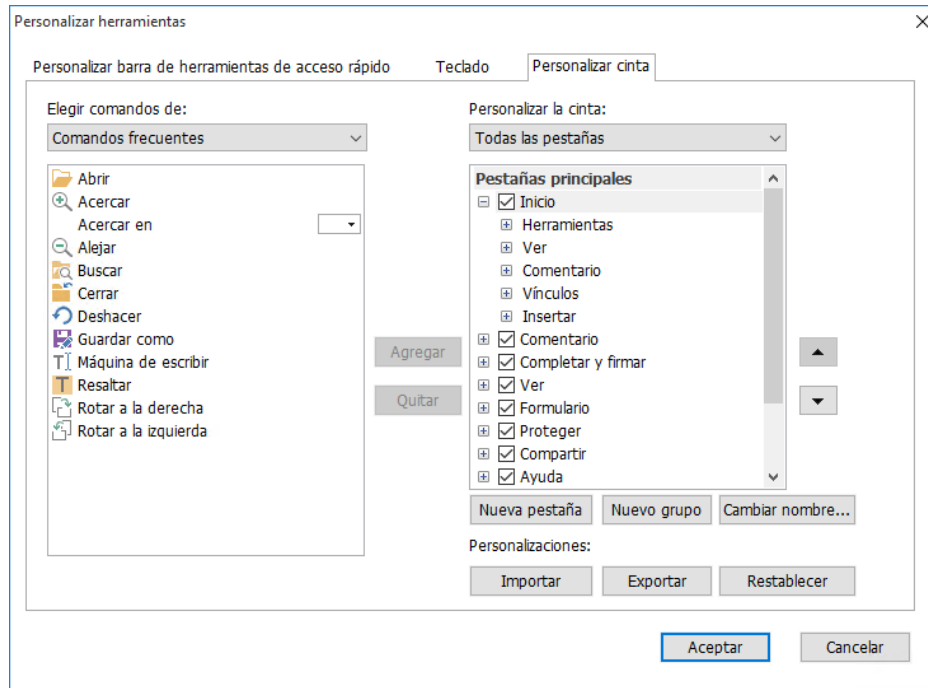 Personalizar herramientas
Personalizar barra de herramientas de acceso rápido
Teclado
Personalizar cinta
Elegir comandos de:
Comandos frecuentes
Abrir
Acercar
Acercar en
Alejar
Buscar
Cerrar
Deshacer
Guardar como
Máquina de escribir
Resaltar
Rotar a la derecha
Rotar a la izquierda
Agregar
Quitar
Personalizar la cinta:
Todas las pestañas
Pestañas principales
Inicio
Herramientas
Ver
Comentario
Vínculos
Insertar
Comentario
Completar y firmar
Ver
Formulario
Proteger
Compartir
Ayuda
Nueva pestaña
Nuevo grupo
Cambiar nombre...
Personalizaciones:
Importar
Exportar
Restablecer
Aceptar
Cancelar